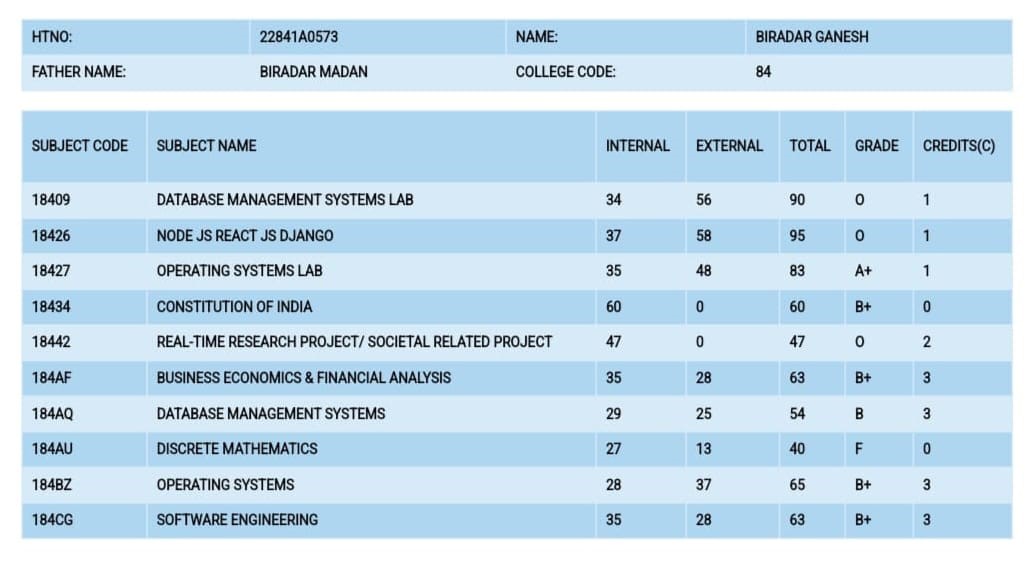 HTNO: 22841A0573 NAME: BIRADAR GANESH
FATHER NAME: BIRADAR MADAN COLLEGE CODE: 84
SUBJECT CODE SUBJECT NAME INTERNAL EXTERNAL TOTAL GRADE CREDITS(C)
18409 DATABASE MANAGEMENT SYSTEMS LAB 34 56 90 O 1
18426 NODE JS REACT JS DJANGO 37 58 95 O 1
18427 OPERATING SYSTEMS LAB 35 48 83 A+ 1
18434 CONSTITUTION OF INDIA 60 0 60 B+ 0
18442 REAL-TIME RESEARCH PROJECT/ SOCIETAL RELATED PROJECT 47 0 47 O 2
184AF BUSINESS ECONOMICS & FINANCIAL ANALYSIS 35 28 63 B+ 3
184AQ DATABASE MANAGEMENT SYSTEMS 29 25 54 B 3
184AU DISCRETE MATHEMATICS 27 13 40 F 0
184BZ OPERATING SYSTEMS 28 37 65 B+ 3
184CG SOFTWARE ENGINEERING 35 28 63 B+ 3